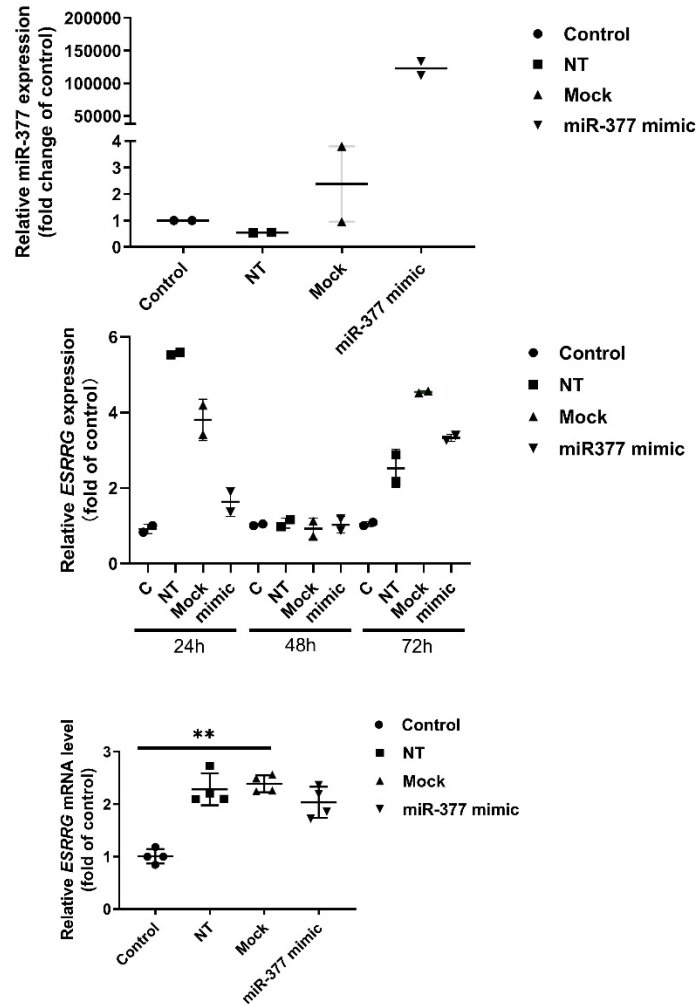 Relative miR-377 expression
(fold change of control)
200000
150000
100000
50000
4
3
2
1
0
Control
NT
Mock
miR-377 mimic
Control
NT
Mock
miR-377 mimic
Relative ESRRG expression
(fold of control)
6
4
2
0
C
NT
Mock
mimic
C
NT
Mock
mimic
C
NT
Mock
mimic
24h
48h
72h
Control
NT
Mock
miR377 mimic
Relative ESRRG mRNA level
(fold of control)
3
2
1
0
**
Control
NT
Mock
miR-377 mimic
Control
NT
Mock
miR-377 mimic